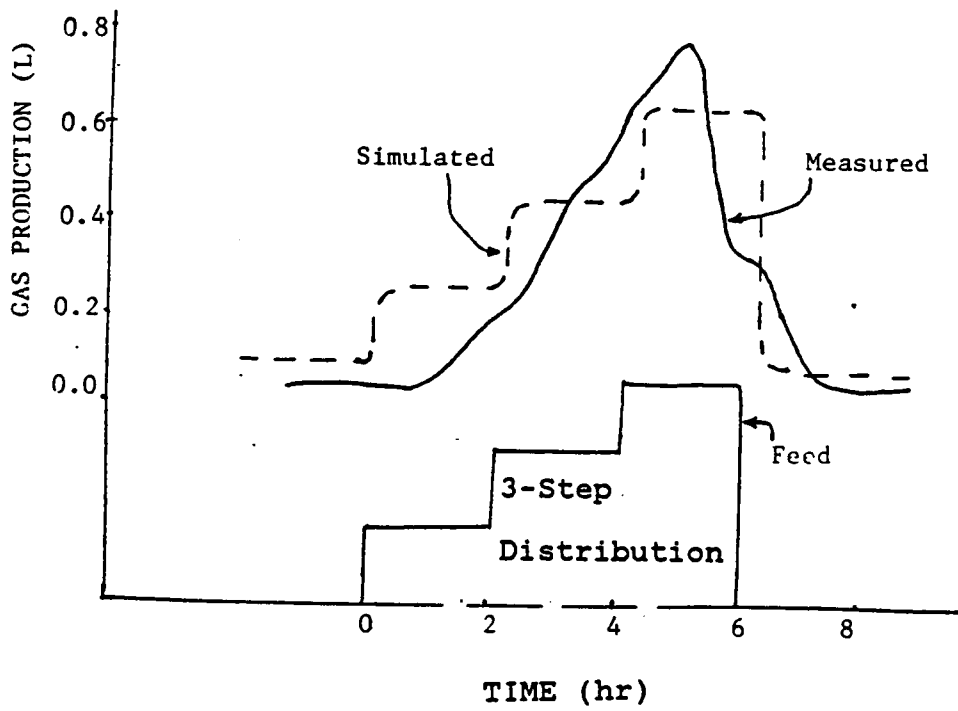 GAS PRODUCTION (L)
0.8
0.6
0.4
0.2
0.0
Simulated
Measured
Feed
3-Step
Distribution
0 2 4 6 8
TIME (hr)